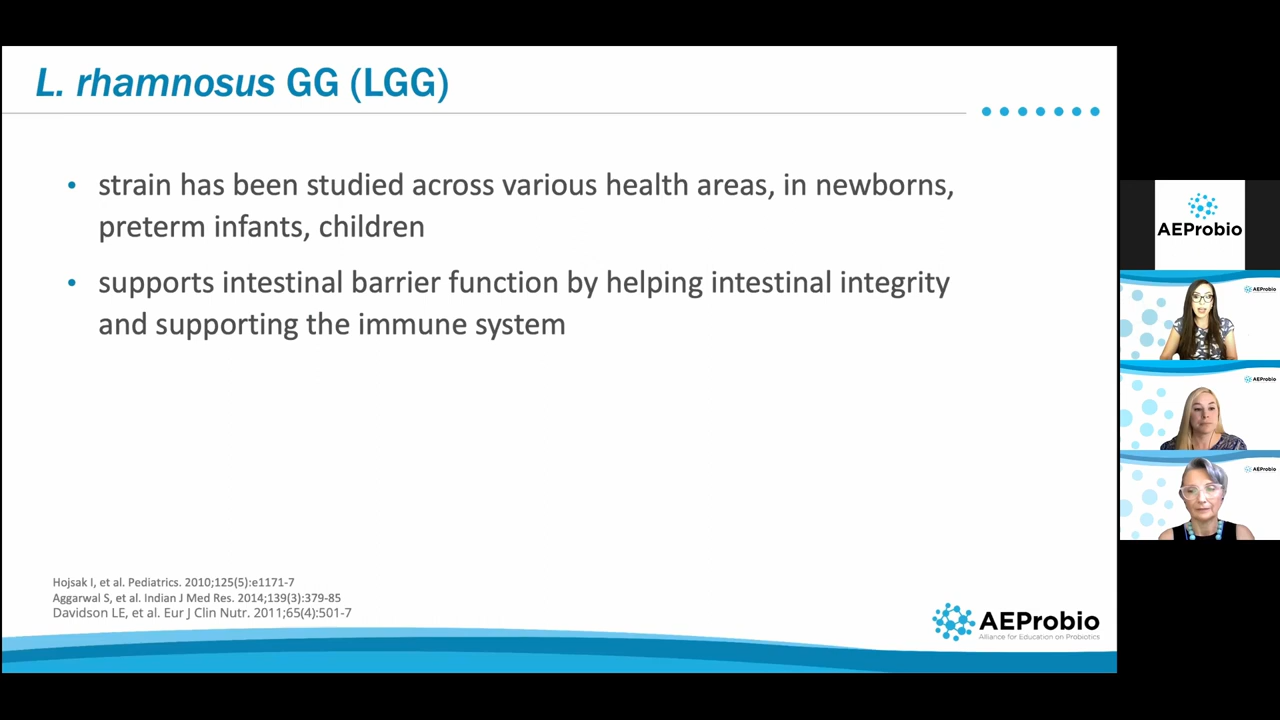 L. rhamnosus GG (LGG)
• strain has been studied across various health areas, in newborns,
preterm infants, children
• supports intestinal barrier function by helping intestinal integrity
and supporting the immune system
Hojsak I, et al. Pediatrics. 2010;125(5):e1171-7
Aggarwal S, et al. Indian J Med Res. 2014;139(3):379-85
Davidson LE, et al. Eur J Clin Nutr. 2011;65(4):501-7
AEProbio
Alliance for Education on Probiotics
AEProbio
AEProbio
AEProbio
AEProbio